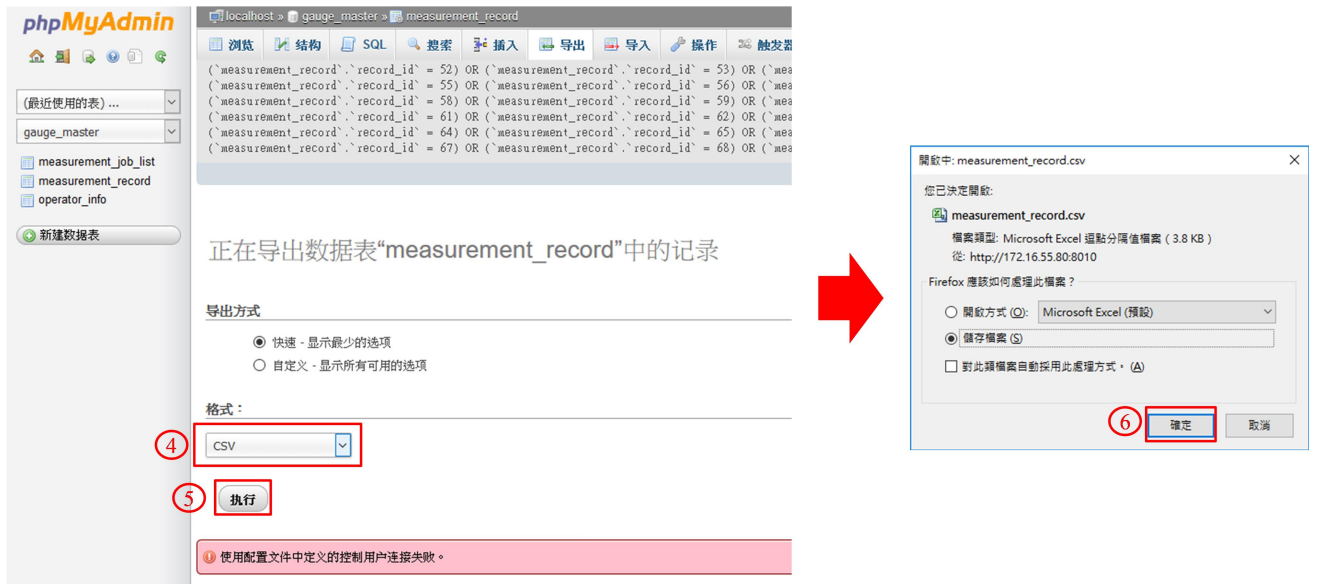 phpMyAdmin
(最近使用的表) ...
gauge_master
measurement_job_list
measurement_record
operator_info
新建数据表
localhost » gauge_master » measurement_record
浏览 结构 SQL 搜索 插入 导出 导入 操作 触发器
(`measurement_record`.`record_id` = 52) OR (`measurement_record`.`record_id` = 53) OR (`mea
(`measurement_record`.`record_id` = 55) OR (`measurement_record`.`record_id` = 56) OR (`mea
(`measurement_record`.`record_id` = 58) OR (`measurement_record`.`record_id` = 59) OR (`mea
(`measurement_record`.`record_id` = 61) OR (`measurement_record`.`record_id` = 62) OR (`mea
(`measurement_record`.`record_id` = 64) OR (`measurement_record`.`record_id` = 65) OR (`mea
(`measurement_record`.`record_id` = 67) OR (`measurement_record`.`record_id` = 68) OR (`mea
正在导出数据表“measurement_record”中的记录
导出方式
快速 - 显示最少的选项
自定义 - 显示所有可用的选项
格式：
④ CSV
⑤ 执行
使用配置文件中定义的控制用户连接失败。
開啟中: measurement_record.csv
您已決定開啟:
measurement_record.csv
檔案類型: Microsoft Excel 逗點分隔值檔案 ( 3.8 KB )
從: http://172.16.55.80:8010
Firefox 應該如何處理此檔案？
開啟方式 (O): Microsoft Excel (預設)
儲存檔案 (S)
對此類檔案自動採用此處理方式。(A)
⑥ 確定 取消